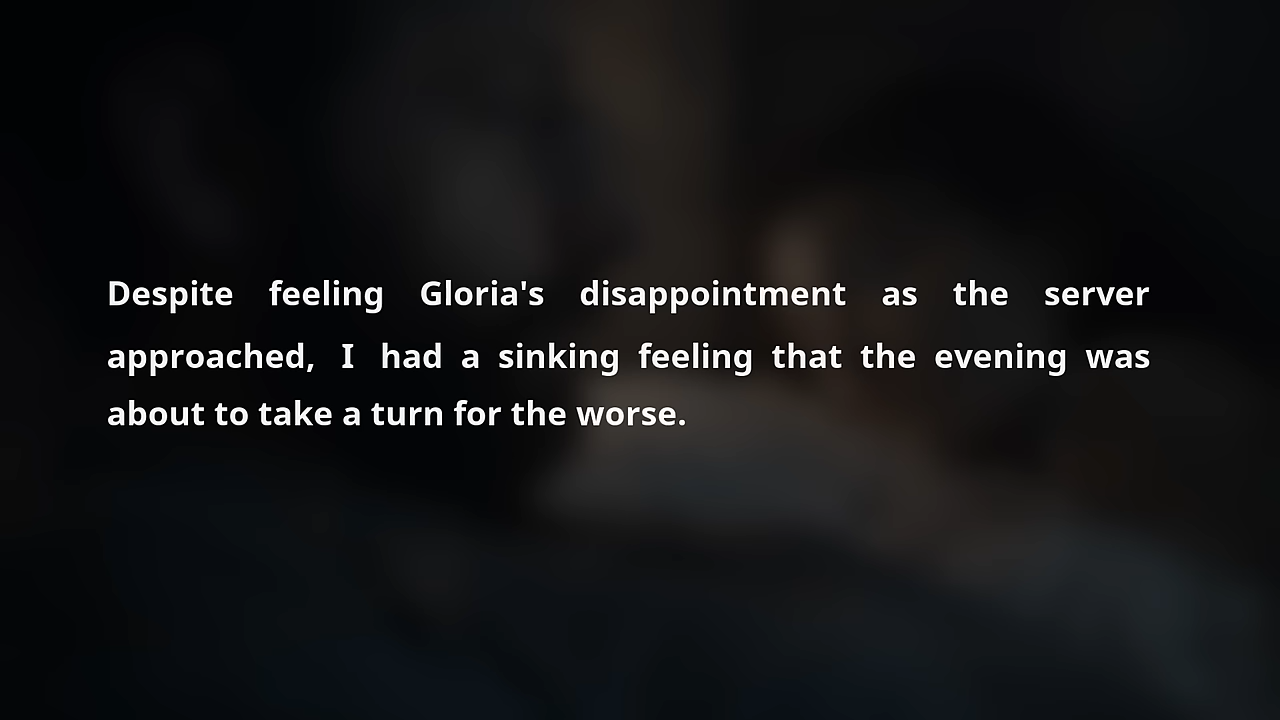 Despite feeling Gloria's disappointment as the server
approached, I had a sinking feeling that the evening was
about to take a turn for the worse.